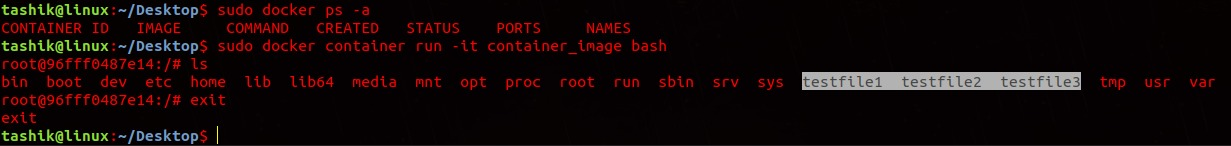 tashik@linux:~/Desktop$ sudo docker ps -a
CONTAINER ID   IMAGE     COMMAND   CREATED   STATUS    PORTS     NAMES
tashik@linux:~/Desktop$ sudo docker container run -it container_image bash
root@96fff0487e14:/# ls
bin  boot  dev  etc  home  lib  lib64  media  mnt  opt  proc  root  run  sbin  srv  sys  testfile1  testfile2  testfile3  tmp  usr  var
root@96fff0487e14:/# exit
exit
tashik@linux:~/Desktop$